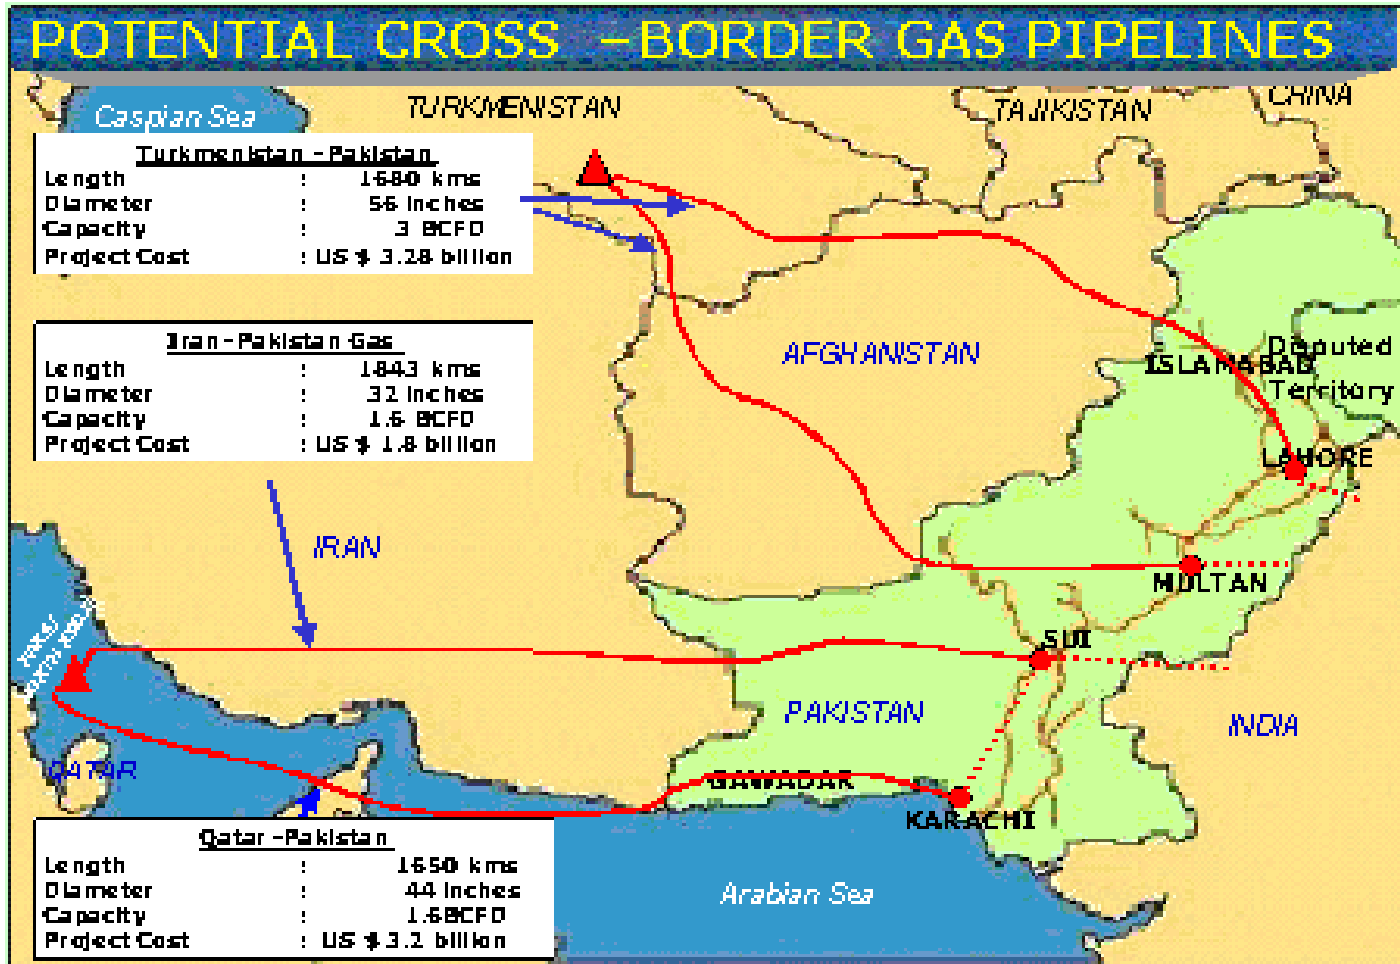 POTENTIAL CROSS –BORDER GAS PIPELINES
Caspian Sea
TURKMENISTAN
TAJIKISTAN
CHINA
Turkmenistan - Pakistan
Length : 1680 kms
Diameter : 56 inches
Capacity : 3 BCFD
Project Cost : US $ 3.28 billion
Iran - Pakistan Gas
Length : 1843 kms
Diameter : 32 inches
Capacity : 1.6 BCFD
Project Cost : US $ 1.8 billion
AFGHANISTAN
ISLAMABAD
Disputed
Territory
LAHORE
IRAN
MULTAN
SUI
PAKISTAN
INDIA
QATAR
GAWADAR
KARACHI
Arabian Sea
Qatar -Pakistan
Length : 1650 kms
Diameter : 44 inches
Capacity : 1.6BCFD
Project Cost : US $ 3.2 billion